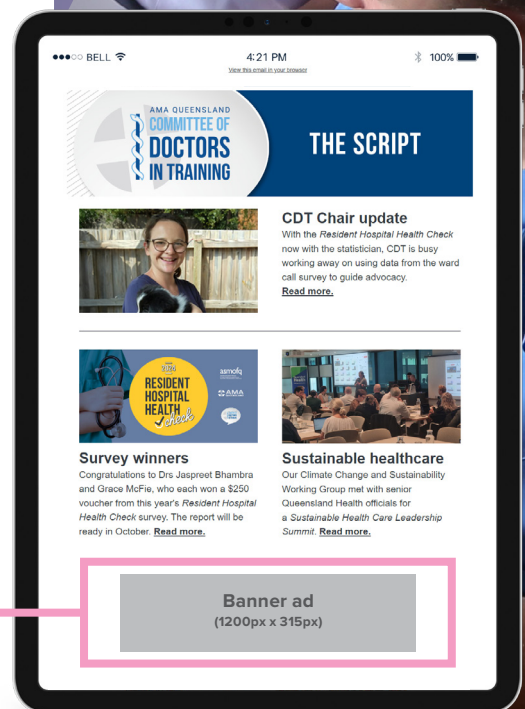 BELL
4:21 PM
100%
View this email in your browser
AMA QUEENSLAND
COMMITTEE OF
DOCTORS
IN TRAINING
THE SCRIPT
CDT Chair update
With the Resident Hospital Health Check
now with the statistician, CDT is busy
working away on using data from the ward
call survey to guide advocacy.
Read more.
2024
RESIDENT
HOSPITAL
HEALTH
check
asmofq
AMA
Survey winners
Congratulations to Drs Jaspreet Bhambra
and Grace McFie, who each won a $250
voucher from this year's Resident Hospital
Health Check survey. The report will be
ready in October. Read more.
Sustainable healthcare
Our Climate Change and Sustainability
Working Group met with senior
Queensland Health officials for
a Sustainable Health Care Leadership
Summit. Read more.
Banner ad
(1200px x 315px)